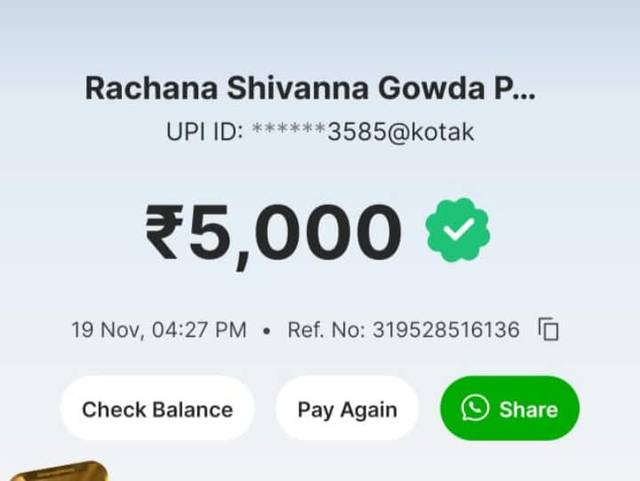 Rachana Shivanna Gowda P...
UPI ID: ******3585@kotak
₹5,000
19 Nov, 04:27 PM • Ref. No: 319528516136
Check Balance
Pay Again
Share